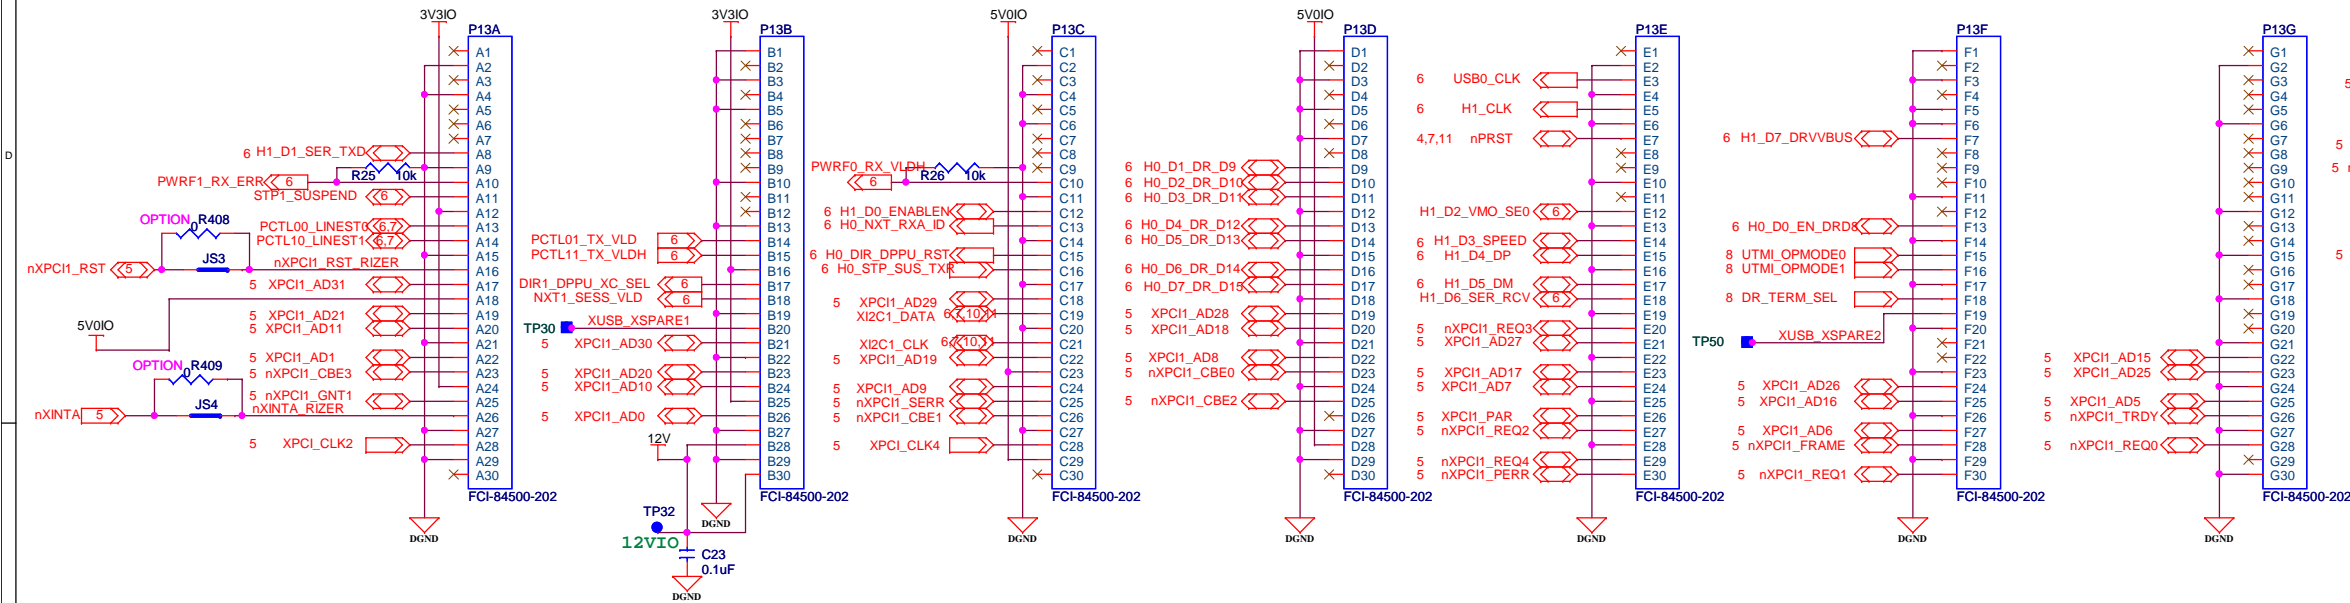 D
3V3IO
P13A
A1
A2
A3
A4
A5
A6
A7
A8
A9
A10
A11
A12
A13
A14
A15
A16
A17
A18
A19
A20
A21
A22
A23
A24
A25
A26
A27
A28
A29
A30
FCI-84500-202
6 H1_D1_SER_TXD
R25 10k
PWRF1_RX_ERR 6
STP1_SUSPEND 6
OPTION 0 R408
PCTL00_LINEST0 6,7
PCTL10_LINEST1 6,7
JS3
nXPCI1_RST 5
nXPCI1_RST_RIZER
5 XPCI1_AD31
5V0IO
5 XPCI1_AD21
5 XPCI1_AD11
5 XPCI1_AD1
OPTION 0 R409
5 nXPCI1_CBE3
5 nXPCI1_GNT1
JS4
nXINTA_RIZER
nXINTA 5
5 XPCI_CLK2
DGND
3V3IO
P13B
B1
B2
B3
B4
B5
B6
B7
B8
B9
B10
B11
B12
B13
B14
B15
B16
B17
B18
B19
B20
B21
B22
B23
B24
B25
B26
B27
B28
B29
B30
FCI-84500-202
PCTL01_TX_VLD 6
PCTL11_TX_VLDH 6
DIR1_DPPU_XC_SEL 6
NXT1_SESS_VLD 6
TP30 XUSB_XSPARE1
5 XPCI1_AD30
5 XPCI1_AD20
5 XPCI1_AD10
5 XPCI1_AD0
12V
DGND
TP32
12VIO
C23
0.1uF
DGND
5V0IO
P13C
C1
C2
C3
C4
C5
C6
C7
C8
C9
C10
C11
C12
C13
C14
C15
C16
C17
C18
C19
C20
C21
C22
C23
C24
C25
C26
C27
C28
C29
C30
FCI-84500-202
PWRF0_RX_VLDH
6
R26 10k
6 H1_D0_ENABLEN
6 H0_NXT_RXA_ID
6 H0_DIR_DPPU_RST
6 H0_STP_SUS_TXR
5 XPCI1_AD29
XI2C1_DATA 6,7,10,11
XI2C1_CLK 6,7,10,11
5 XPCI1_AD19
5 XPCI1_AD9
5 nXPCI1_SERR
5 nXPCI1_CBE1
5 XPCI_CLK4
DGND
5V0IO
P13D
D1
D2
D3
D4
D5
D6
D7
D8
D9
D10
D11
D12
D13
D14
D15
D16
D17
D18
D19
D20
D21
D22
D23
D24
D25
D26
D27
D28
D29
D30
FCI-84500-202
6 H0_D1_DR_D9
6 H0_D2_DR_D10
6 H0_D3_DR_D11
6 H0_D4_DR_D12
6 H0_D5_DR_D13
6 H0_D6_DR_D14
6 H0_D7_DR_D15
5 XPCI1_AD28
5 XPCI1_AD18
5 XPCI1_AD8
5 nXPCI1_CBE0
5 nXPCI1_CBE2
DGND
P13E
E1
E2
E3
E4
E5
E6
E7
E8
E9
E10
E11
E12
E13
E14
E15
E16
E17
E18
E19
E20
E21
E22
E23
E24
E25
E26
E27
E28
E29
E30
FCI-84500-202
6 USB0_CLK
6 H1_CLK
4,7,11 nPRST
H1_D2_VMO_SE0 6
6 H1_D3_SPEED
6 H1_D4_DP
6 H1_D5_DM
H1_D6_SER_RCV 6
5 nXPCI1_REQ3
5 XPCI1_AD27
5 XPCI1_AD17
5 XPCI1_AD7
5 XPCI1_PAR
5 nXPCI1_REQ2
5 nXPCI1_REQ4
5 nXPCI1_PERR
DGND
P13F
F1
F2
F3
F4
F5
F6
F7
F8
F9
F10
F11
F12
F13
F14
F15
F16
F17
F18
F19
F20
F21
F22
F23
F24
F25
F26
F27
F28
F29
F30
FCI-84500-202
6 H1_D7_DRVVBUS
6 H0_D0_EN_DRD8
8 UTMI_OPMODE0
8 UTMI_OPMODE1
8 DR_TERM_SEL
TP50 XUSB_XSPARE2
5 XPCI1_AD26
5 XPCI1_AD16
5 XPCI1_AD6
5 nXPCI1_FRAME
5 nXPCI1_REQ1
DGND
P13G
G1
G2
G3
G4
G5
G6
G7
G8
G9
G10
G11
G12
G13
G14
G15
G16
G17
G18
G19
G20
G21
G22
G23
G24
G25
G26
G27
G28
G29
G30
FCI-84500-202
5 XPCI1_AD15
5 XPCI1_AD25
5 XPCI1_AD5
5 nXPCI1_TRDY
5 nXPCI1_REQ0
DGND
5
5
5
5